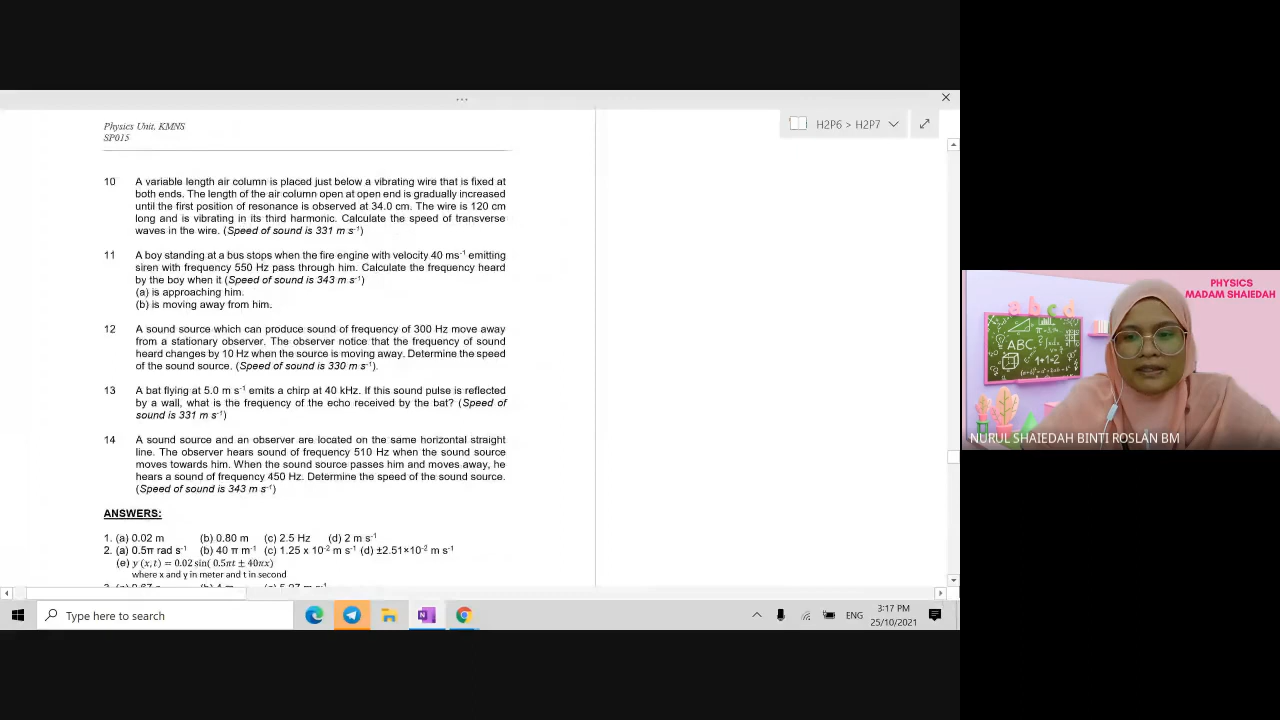 ...
×
H2P6 > H2P7
Physics Unit, KMNS
SP015
10 A variable length air column is placed just below a vibrating wire that is fixed at
both ends. The length of the air column open at open end is gradually increased
until the first position of resonance is observed at 34.0 cm. The wire is 120 cm
long and is vibrating in its third harmonic. Calculate the speed of transverse
waves in the wire. (Speed of sound is 331 m s⁻¹)
11 A boy standing at a bus stops when the fire engine with velocity 40 ms⁻¹ emitting
siren with frequency 550 Hz pass through him. Calculate the frequency heard
by the boy when it (Speed of sound is 343 m s⁻¹)
(a) is approaching him.
(b) is moving away from him.
12 A sound source which can produce sound of frequency of 300 Hz move away
from a stationary observer. The observer notice that the frequency of sound
heard changes by 10 Hz when the source is moving away. Determine the speed
of the sound source. (Speed of sound is 330 m s⁻¹).
13 A bat flying at 5.0 m s⁻¹ emits a chirp at 40 kHz. If this sound pulse is reflected
by a wall, what is the frequency of the echo received by the bat? (Speed of
sound is 331 m s⁻¹)
14 A sound source and an observer are located on the same horizontal straight
line. The observer hears sound of frequency 510 Hz when the sound source
moves towards him. When the sound source passes him and moves away, he
hears a sound of frequency 450 Hz. Determine the speed of the sound source.
(Speed of sound is 343 m s⁻¹)
ANSWERS:
1. (a) 0.02 m (b) 0.80 m (c) 2.5 Hz (d) 2 m s⁻¹
2. (a) 0.5π rad s⁻¹ (b) 40 π m⁻¹ (c) 1.25 x 10⁻² m s⁻¹ (d) ±2.51×10⁻² m s⁻¹
(e) y (x, t) = 0.02 sin( 0.5πt ± 40πx)
where x and y in meter and t in second
PHYSICS
MADAM SHAIEDAH
ABC
1+1=2
NURUL SHAIEDAH BINTI ROSLAN BM
Type here to search
ENG
3:17 PM
25/10/2021